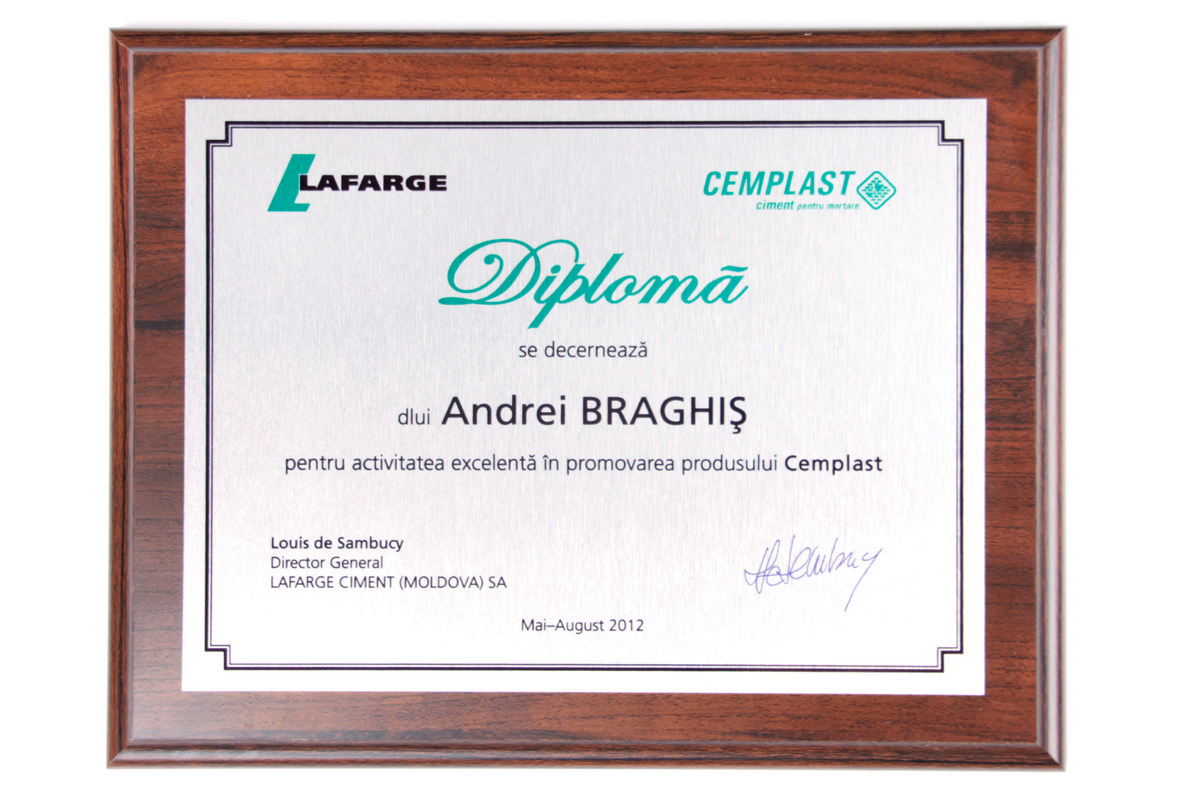 LAFARGE
CEMPLAST
ciment pentru mortare
Diplomã
se decernează
dlui Andrei BRAGHIŞ
pentru activitatea excelentă în promovarea produsului Cemplast
Louis de Sambucy
Director General
LAFARGE CIMENT (MOLDOVA) SA
Mai–August 2012